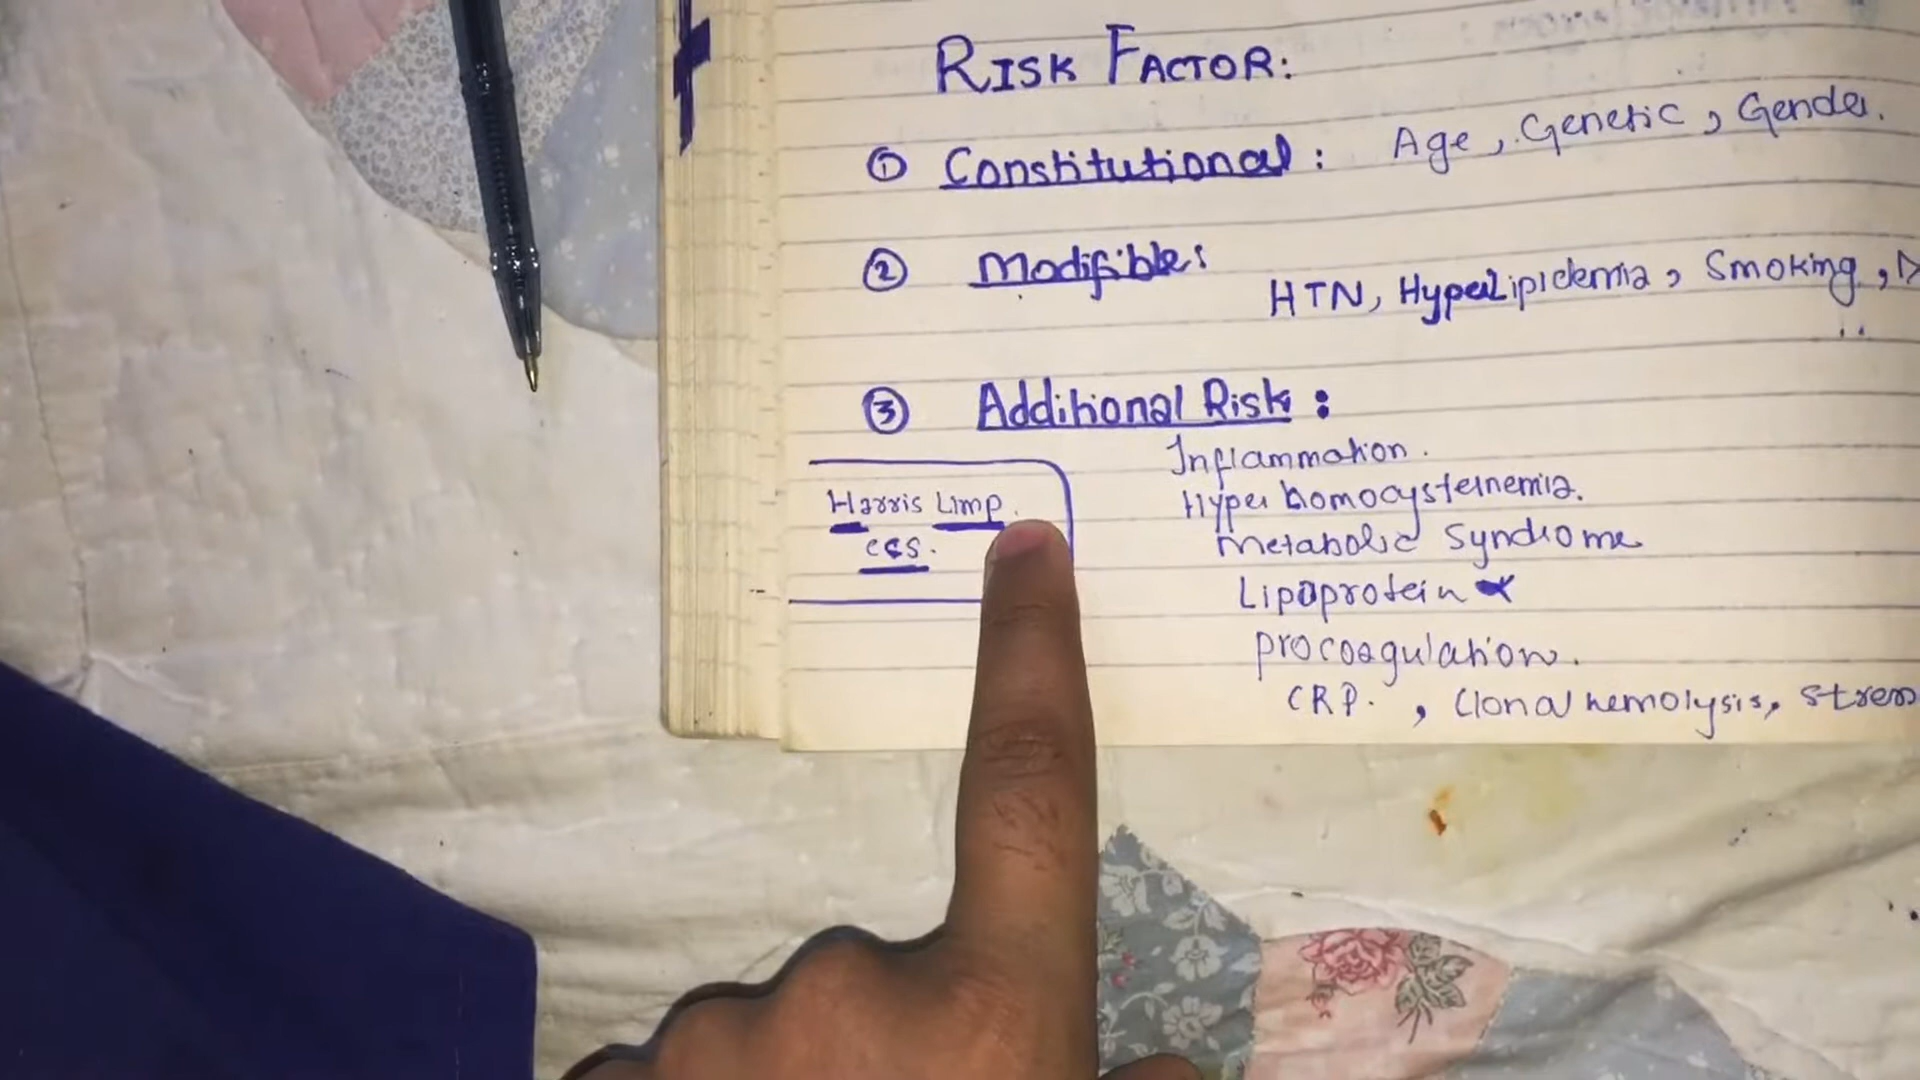 RISK FACTOR:
① Constitutional : Age, Genetic, Gender.
② Modifible:
HTN, HyperLipidemia, Smoking,
③ Additional Risk :
Inflammation.
Harris Limp.
Hyper homocysteinemia.
CCS.
Metabolic Syndrome
Lipoprotein
procoagulation.
CRP. , Clonal hemolysis, Stress